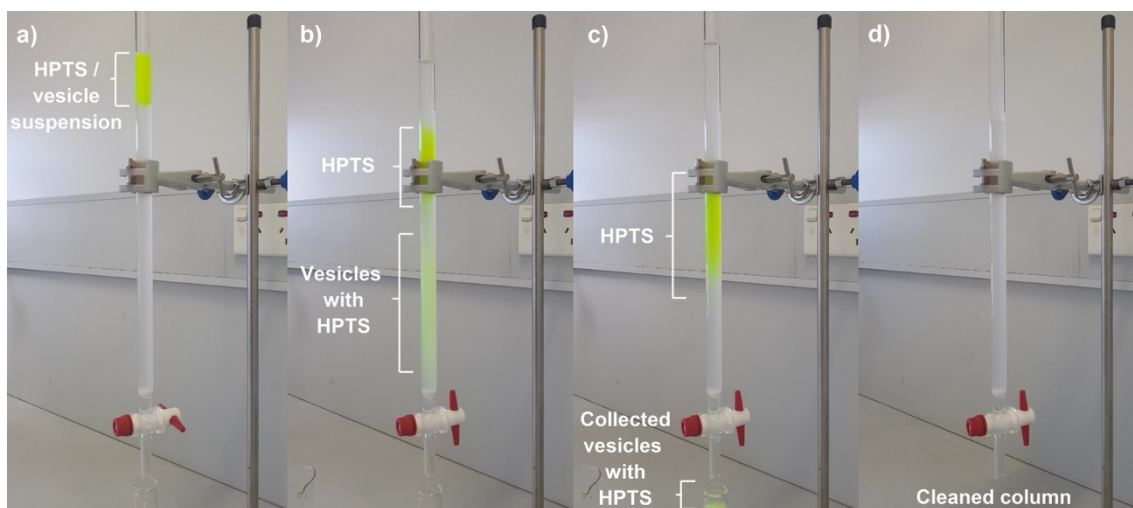 a)
HPTS /
vesicle
suspension
b)
HPTS
Vesicles
with
HPTS
c)
HPTS
Collected
vesicles
with
HPTS
d)
Cleaned column